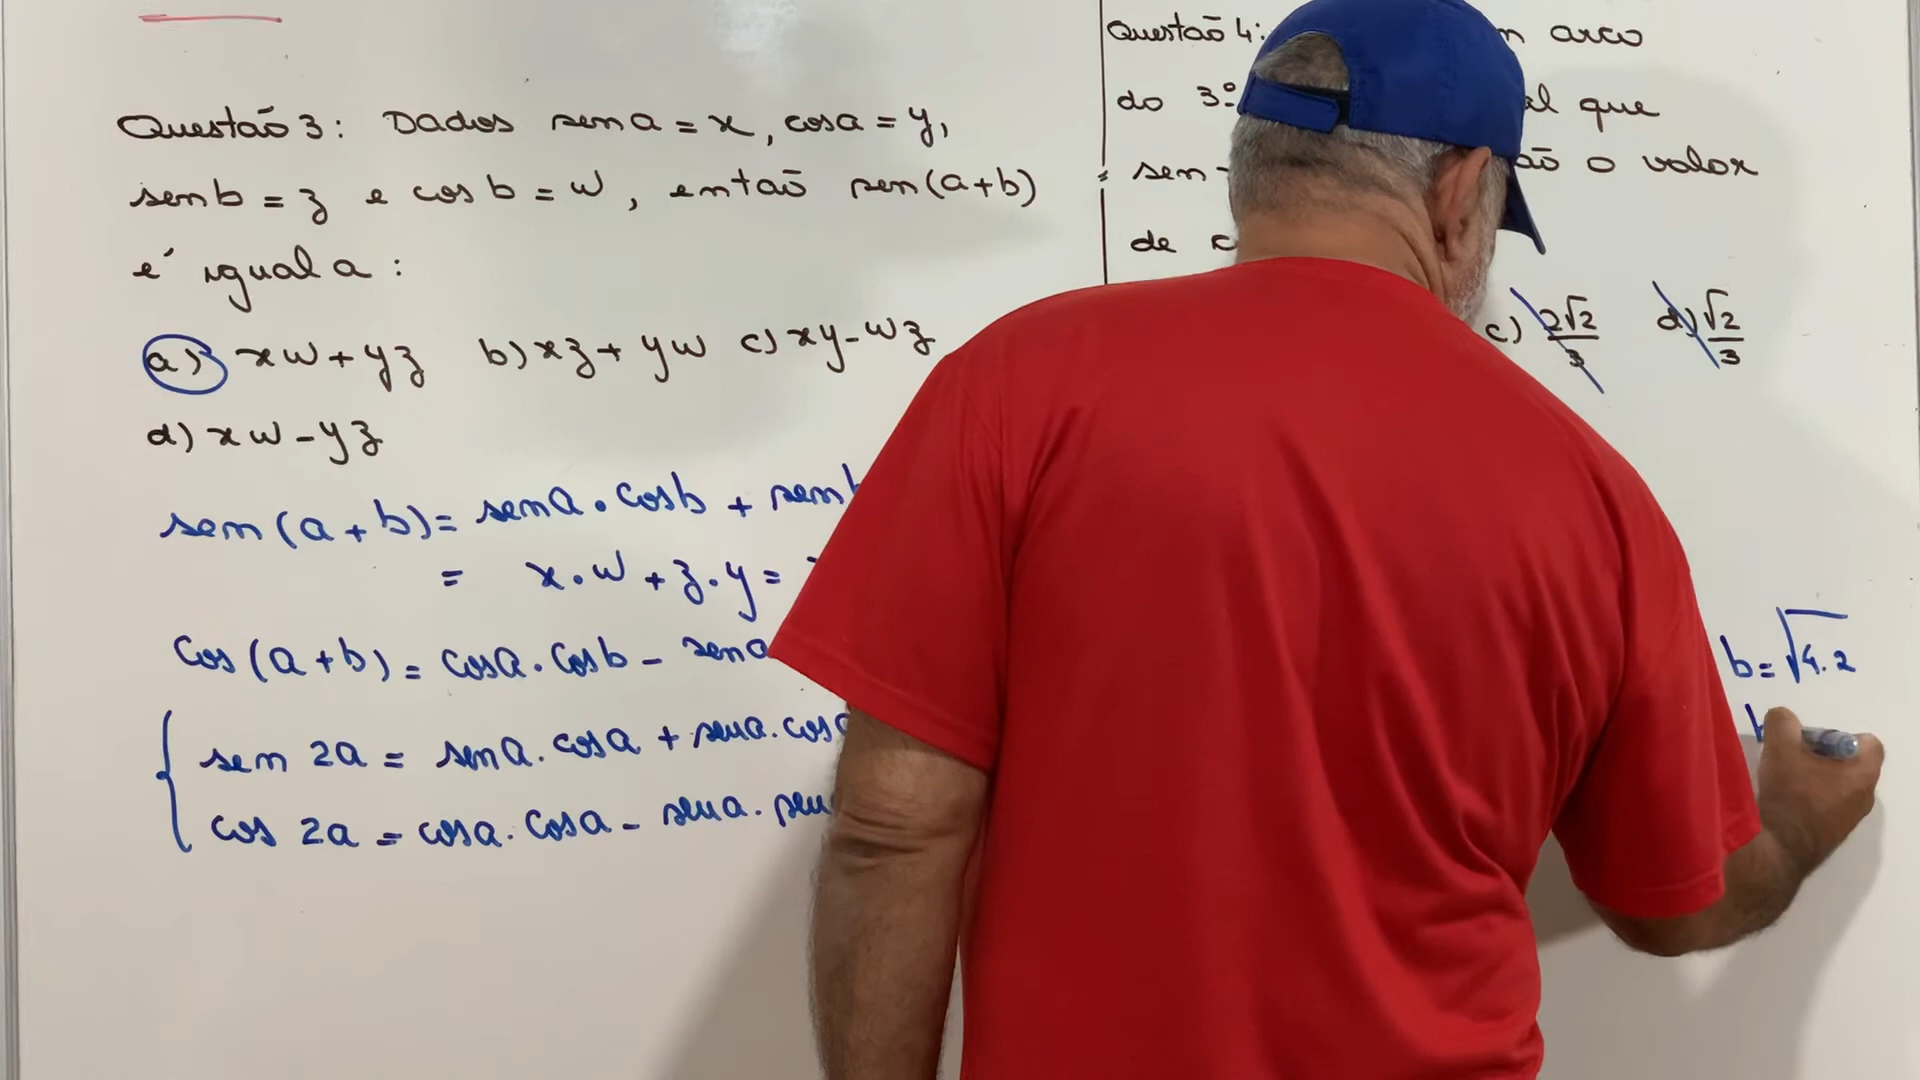 Questão 3: Dados sen a = x, cos a = y,
sen b = z e cos b = w, então sen(a+b)
é igual a:
a) xw + yz b) xz + yw c) xy - wz
d) xw - yz
sen(a+b) = sen a . cos b + sen b
= x . w + z . y =
cos(a+b) = cos a . cos b - sen a
sen 2a = sen a . cos a + sen a . cos a
cos 2a = cos a . cos a - sen a . sen
Questão 4: arco
do 3º que
sen o valor
de
c) 2√2/3 d) √2/3
b = √4.2
b